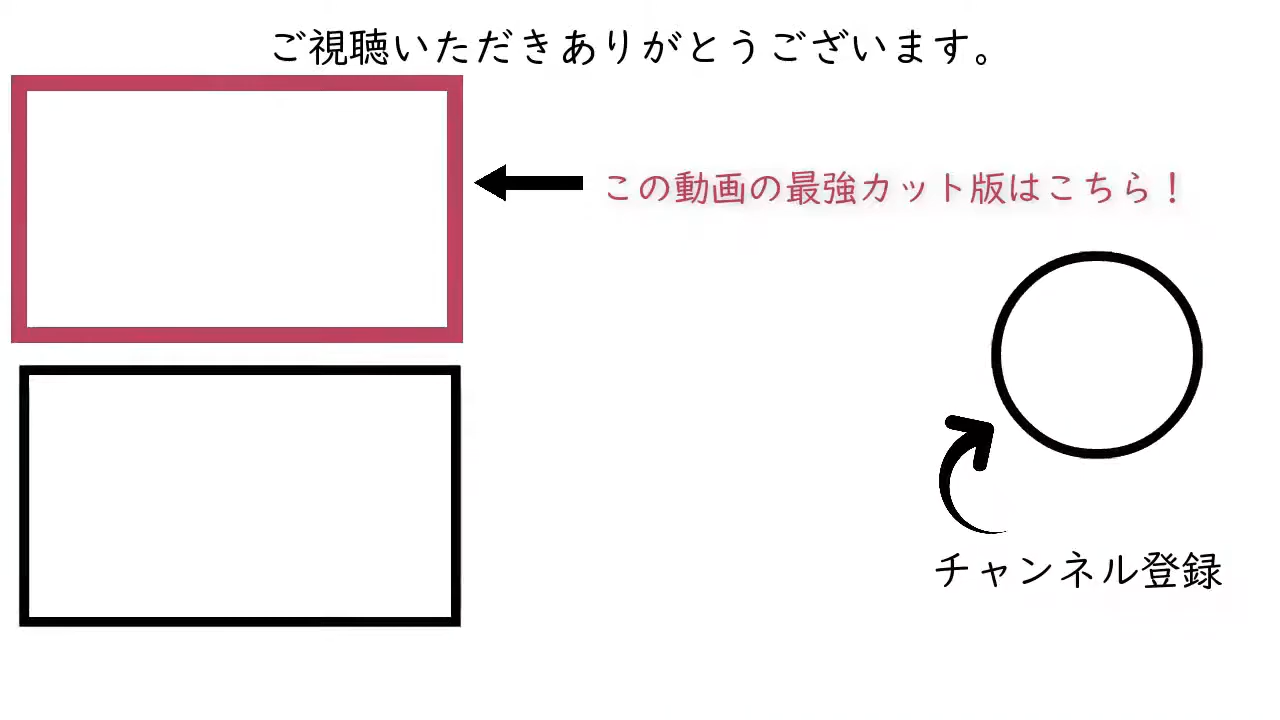 ご視聴いただきありがとうございます。
この動画の最強カット版はこちら！
チャンネル登録